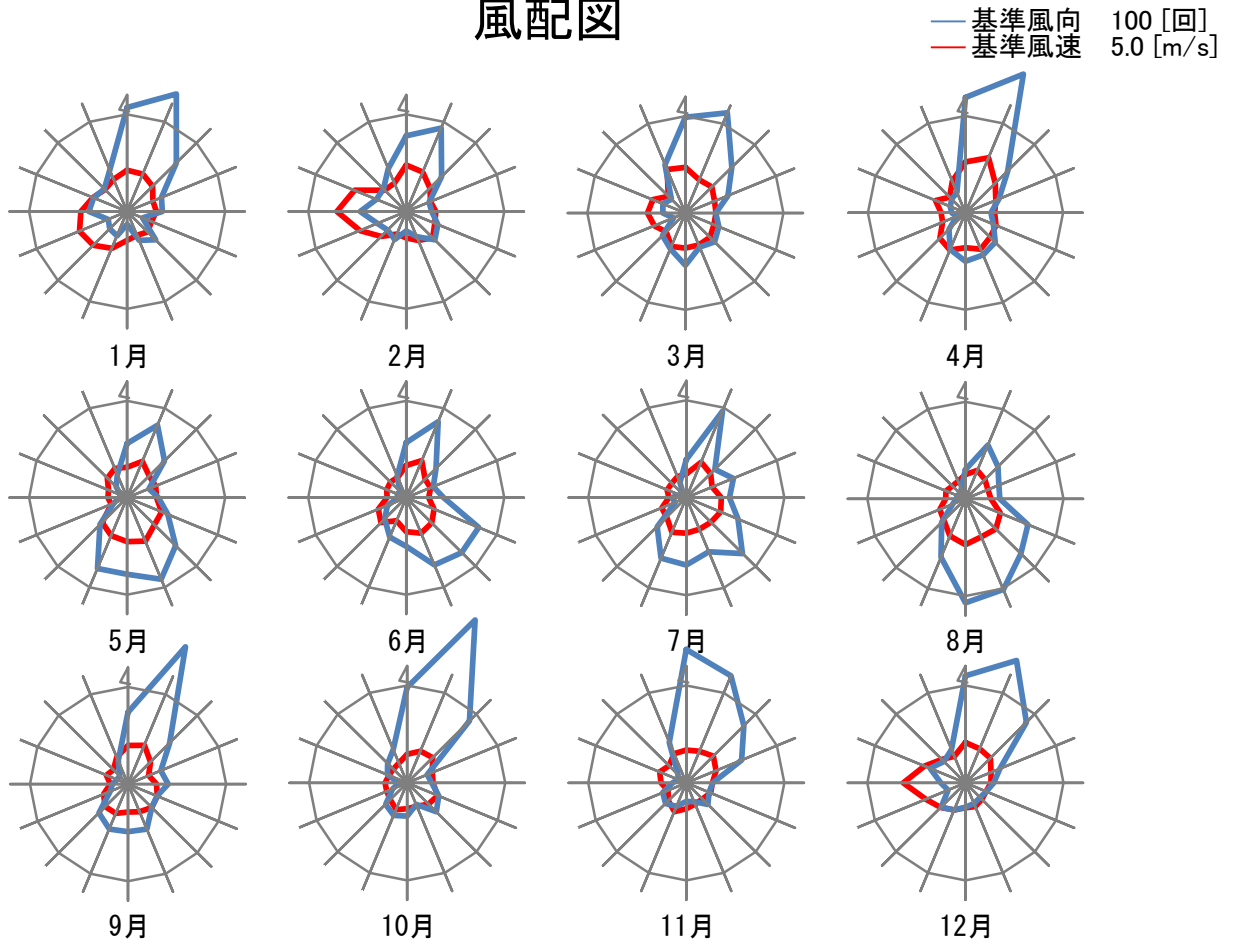 風配図
基準風向 100 [回]
基準風速 5.0 [m/s]
1月 2月 3月 4月
5月 6月 7月 8月
9月 10月 11月 12月